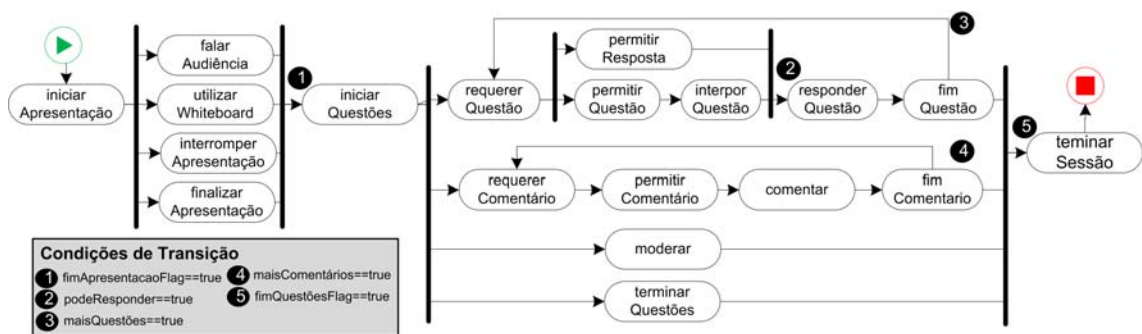 iniciar
Apresentação
falar
Audiência
utilizar
Whiteboard
interromper
Apresentação
finalizar
Apresentação
1
iniciar
Questões
requerer
Questão
permitir
Resposta
permitir
Questão
interpor
Questão
2
responder
Questão
fim
Questão
3
requerer
Comentário
permitir
Comentário
comentar
fim
Comentario
4
moderar
terminar
Questões
5
teminar
Sessão
Condições de Transição
1 fimApresentacaoFlag==true
2 podeResponder==true
3 maisQuestões==true
4 maisComentários==true
5 fimQuestõesFlag==true